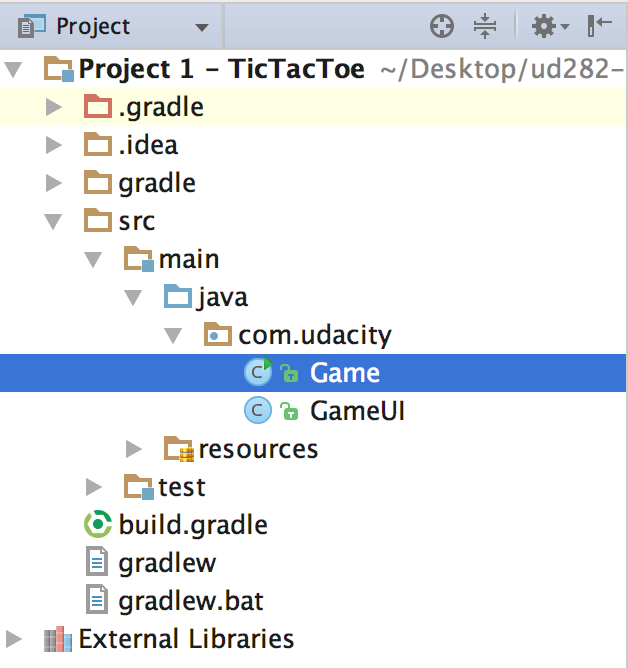 Project
Project 1 – TicTacToe ~/Desktop/ud282-
.gradle
.idea
gradle
src
main
java
com.udacity
C Game
C GameUI
resources
test
build.gradle
gradlew
gradlew.bat
External Libraries